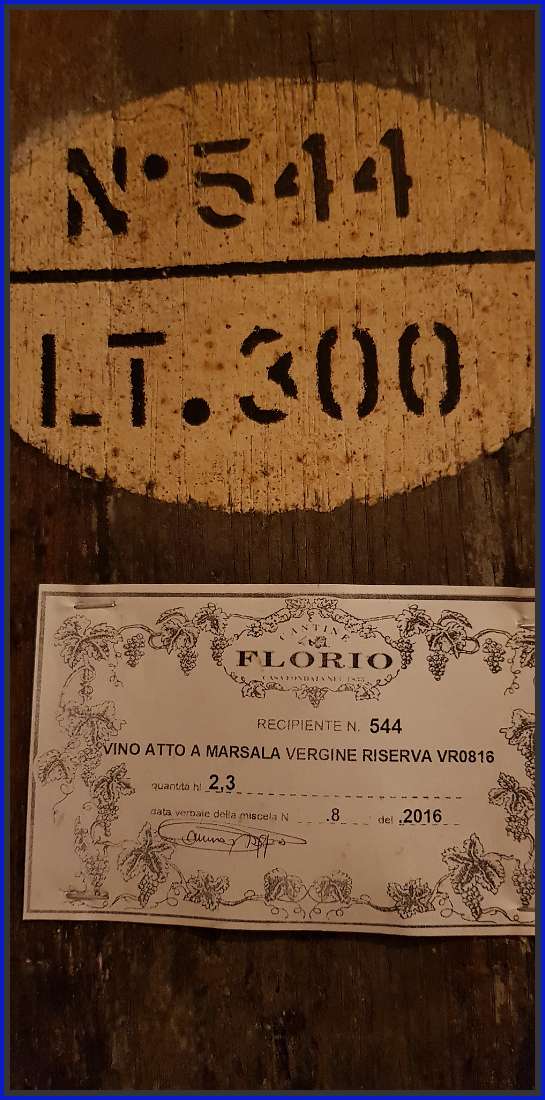 N° 544
LT. 300
CANTINE
FLORIO
CASA FONDATA NEL 1833
RECIPIENTE N. 544
VINO ATTO A MARSALA VERGINE RISERVA VR0816
quantità hl 2,3
data verbale della miscela N .8 del .2016